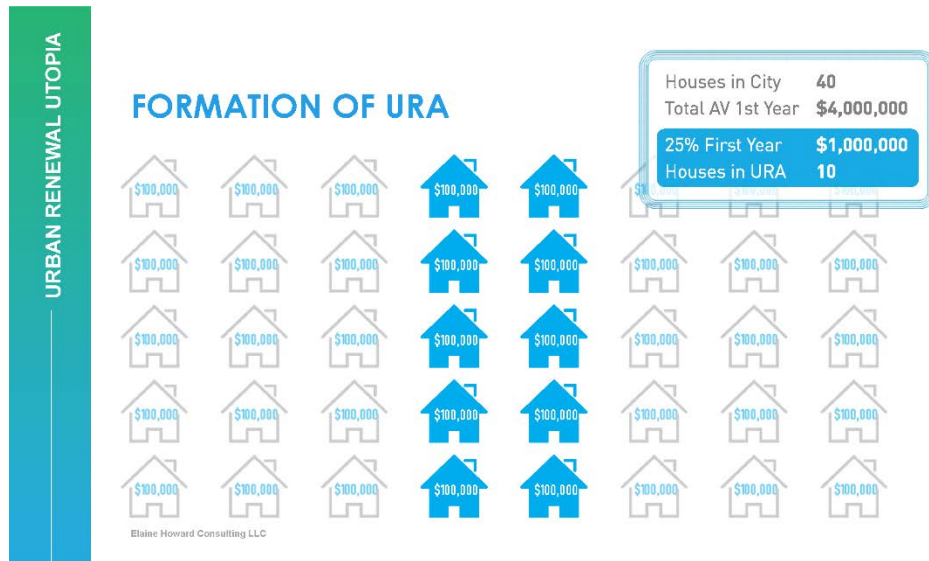 URBAN RENEWAL UTOPIA
FORMATION OF URA
Houses in City 40
Total AV 1st Year $4,000,000
25% First Year $1,000,000
Houses in URA 10
$100,000 $100,000 $100,000 $100,000 $100,000
$100,000 $100,000 $100,000 $100,000 $100,000 $100,000 $100,000 $100,000
$100,000 $100,000 $100,000 $100,000 $100,000 $100,000 $100,000 $100,000
$100,000 $100,000 $100,000 $100,000 $100,000 $100,000 $100,000 $100,000
$100,000 $100,000 $100,000 $100,000 $100,000 $100,000 $100,000 $100,000
Elaine Howard Consulting LLC